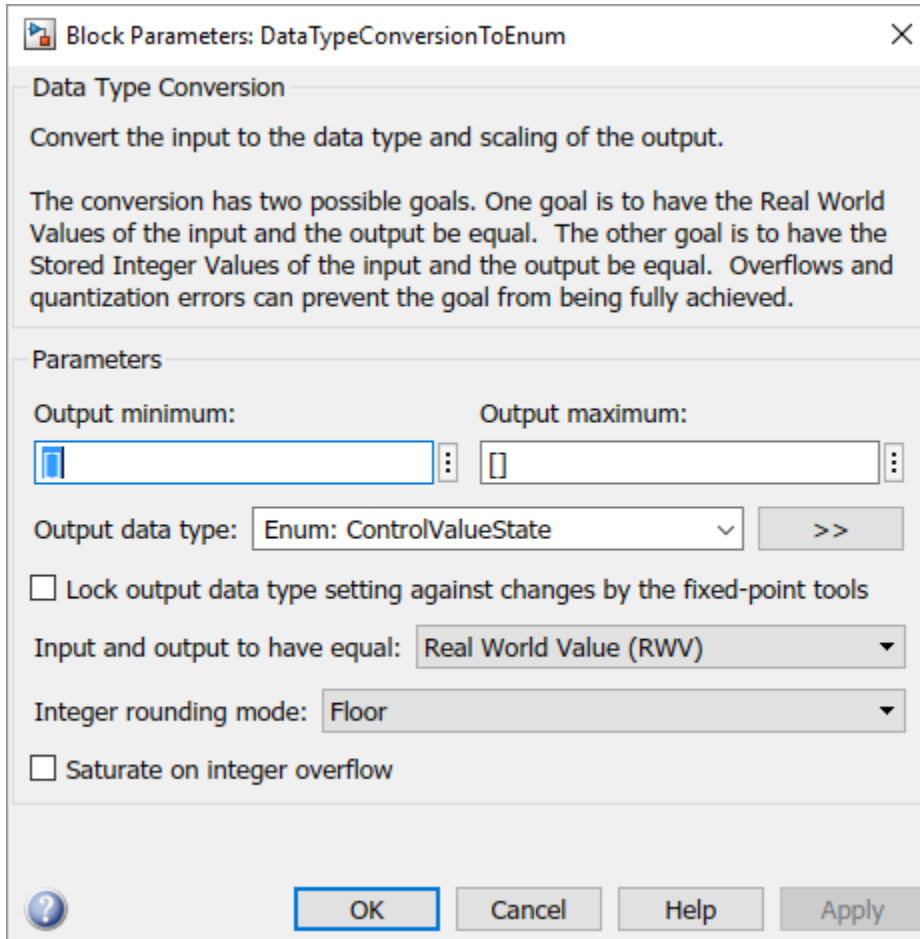 Block Parameters: DataTypeConversionToEnum
Data Type Conversion
Convert the input to the data type and scaling of the output.
The conversion has two possible goals. One goal is to have the Real World
Values of the input and the output be equal.  The other goal is to have the
Stored Integer Values of the input and the output be equal.  Overflows and
quantization errors can prevent the goal from being fully achieved.
Parameters
Output minimum: Output maximum:
[] []
Output data type: Enum: ControlValueState >>
Lock output data type setting against changes by the fixed-point tools
Input and output to have equal: Real World Value (RWV)
Integer rounding mode: Floor
Saturate on integer overflow
? OK Cancel Help Apply